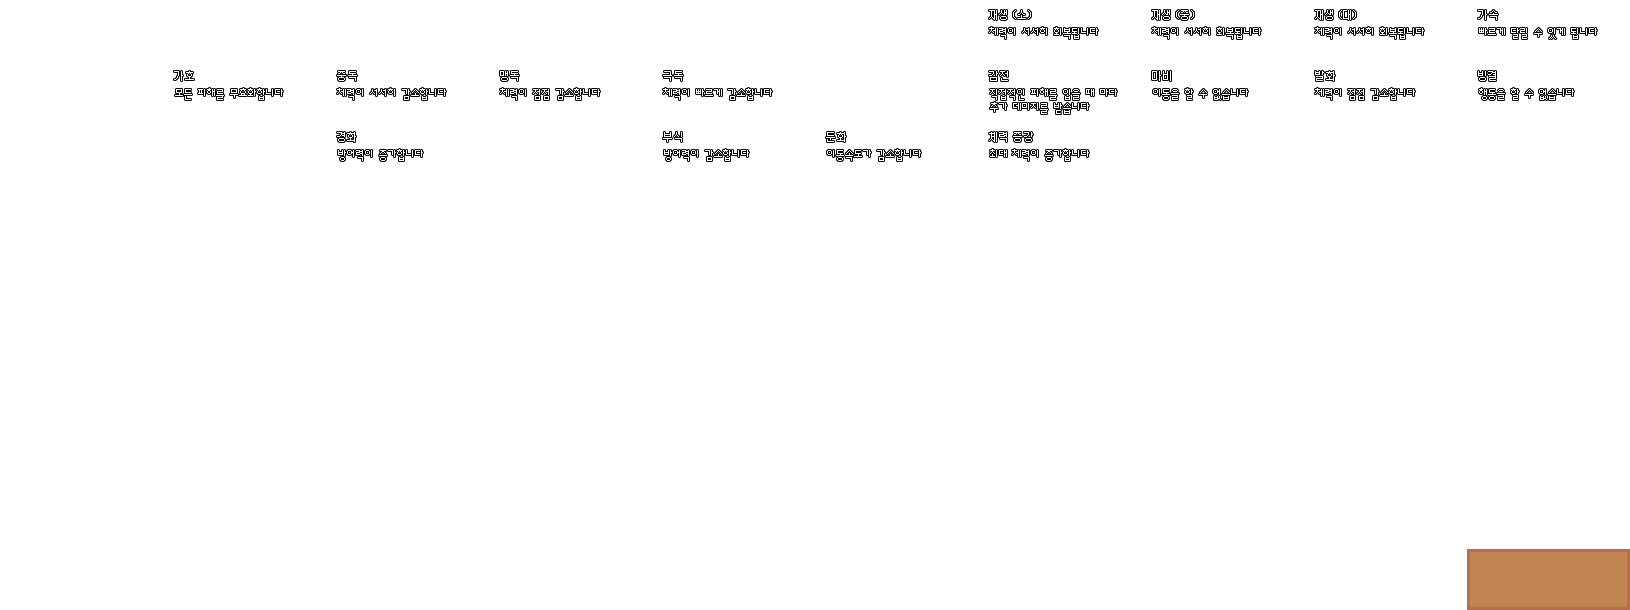 재생 (소)
체력이 서서히 회복됩니다
재생 (중)
체력이 서서히 회복됩니다
재생 (대)
체력이 서서히 회복됩니다
가속
빠르게 달릴 수 있게 됩니다
가호
모든 피해를 무효화합니다
중독
체력이 서서히 감소합니다
맹독
체력이 점점 감소합니다
극독
체력이 빠르게 감소합니다
감전
직접적인 피해를 입을 때 마다
추가 데미지를 받습니다
마비
이동을 할 수 없습니다
발화
체력이 점점 감소합니다
빙결
행동을 할 수 없습니다
경화
방어력이 증가합니다
부식
방어력이 감소합니다
둔화
이동속도가 감소합니다
체력 증강
최대 체력이 증가합니다